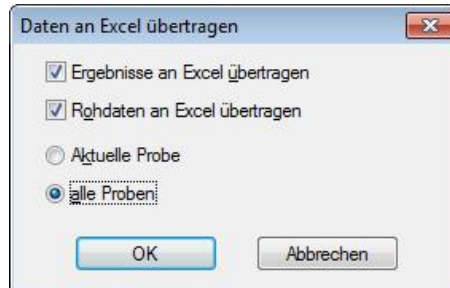 Daten an Excel übertragen
Ergebnisse an Excel übertragen
Rohdaten an Excel übertragen
Aktuelle Probe
alle Proben
OK Abbrechen